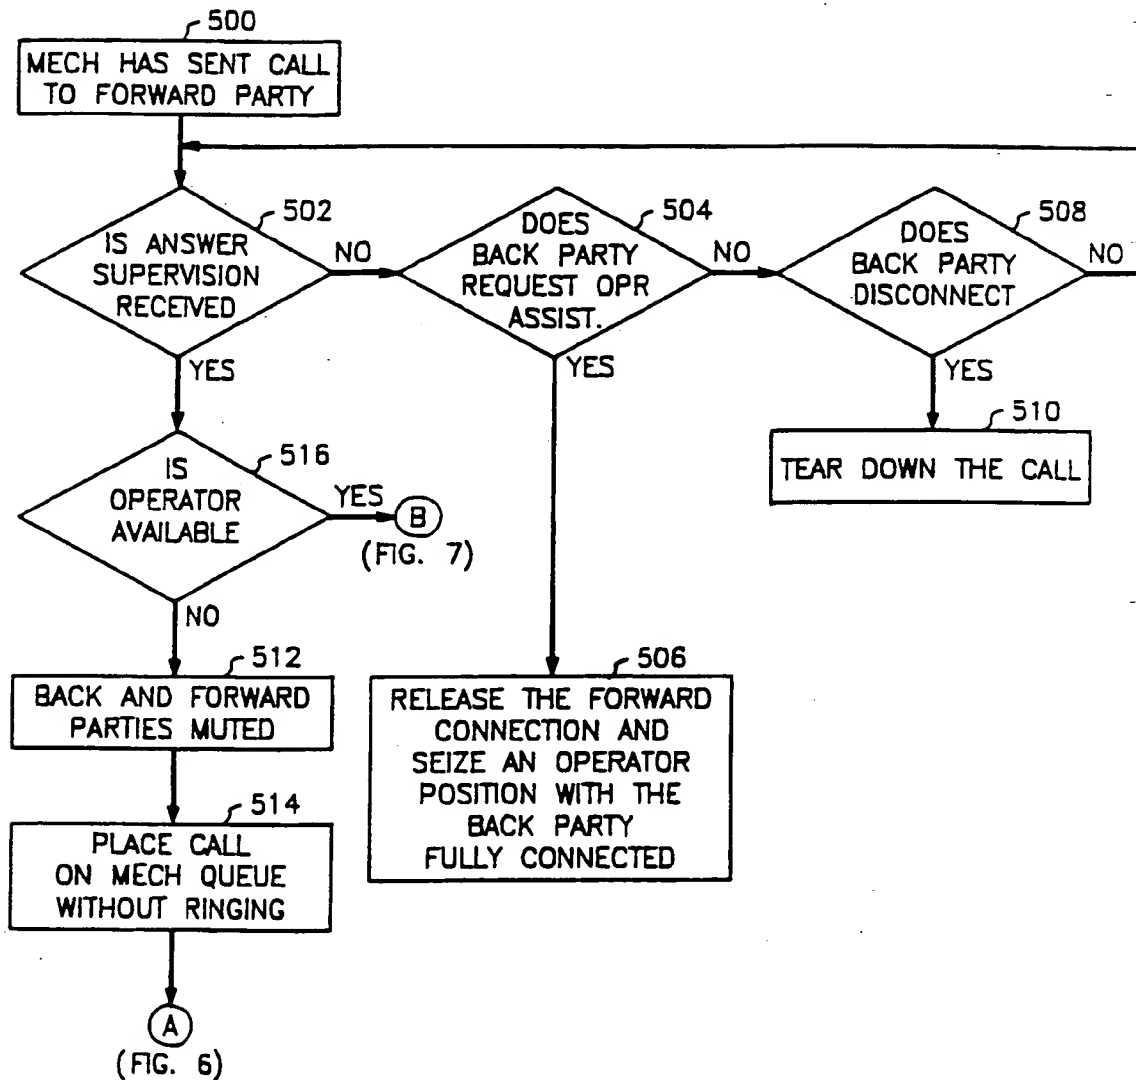 500
MECH HAS SENT CALL
TO FORWARD PARTY
502
IS ANSWER
SUPERVISION
RECEIVED
NO
YES
504
DOES
BACK PARTY
REQUEST OPR
ASSIST.
NO
YES
508
DOES
BACK PARTY
DISCONNECT
NO
YES
510
TEAR DOWN THE CALL
516
IS
OPERATOR
AVAILABLE
YES
B
(FIG. 7)
NO
512
BACK AND FORWARD
PARTIES MUTED
506
RELEASE THE FORWARD
CONNECTION AND
SEIZE AN OPERATOR
POSITION WITH THE
BACK PARTY
FULLY CONNECTED
514
PLACE CALL
ON MECH QUEUE
WITHOUT RINGING
A
(FIG. 6)